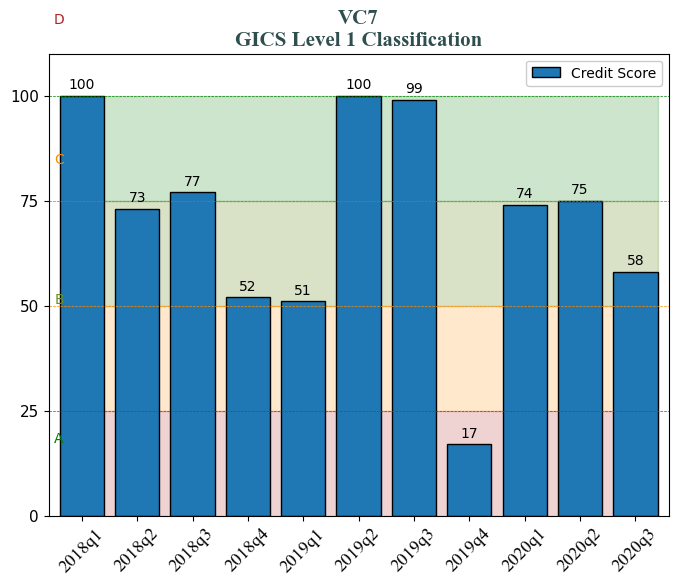 D
VC7
GICS Level 1 Classification
Credit Score
100
75
50
25
0
C
B
A
100
73
77
52
51
100
99
17
74
75
58
2018q1
2018q2
2018q3
2018q4
2019q1
2019q2
2019q3
2019q4
2020q1
2020q2
2020q3